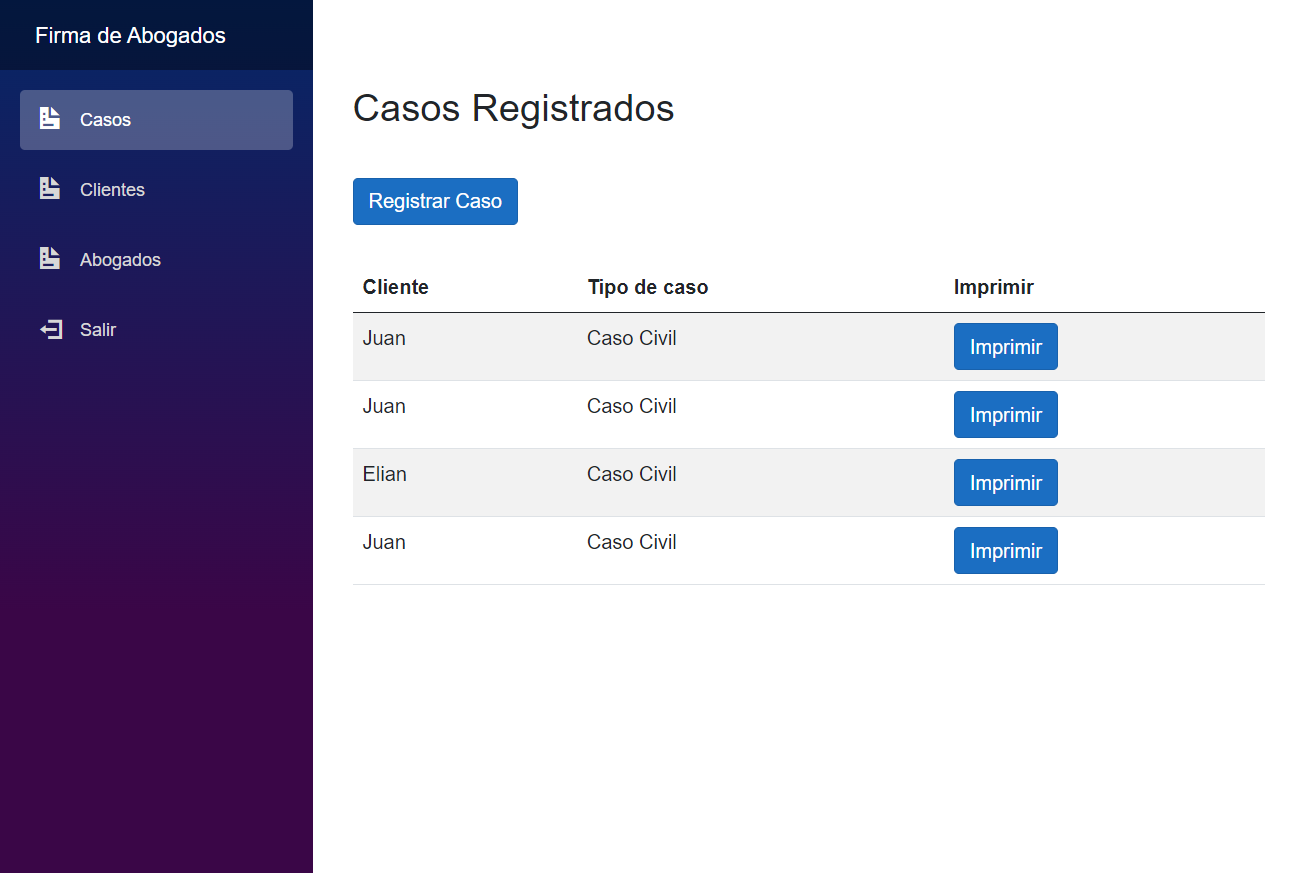 Firma de Abogados
Casos
Clientes
Abogados
Salir
Casos Registrados
Registrar Caso
Cliente Tipo de caso Imprimir
Juan Caso Civil Imprimir
Juan Caso Civil Imprimir
Elian Caso Civil Imprimir
Juan Caso Civil Imprimir